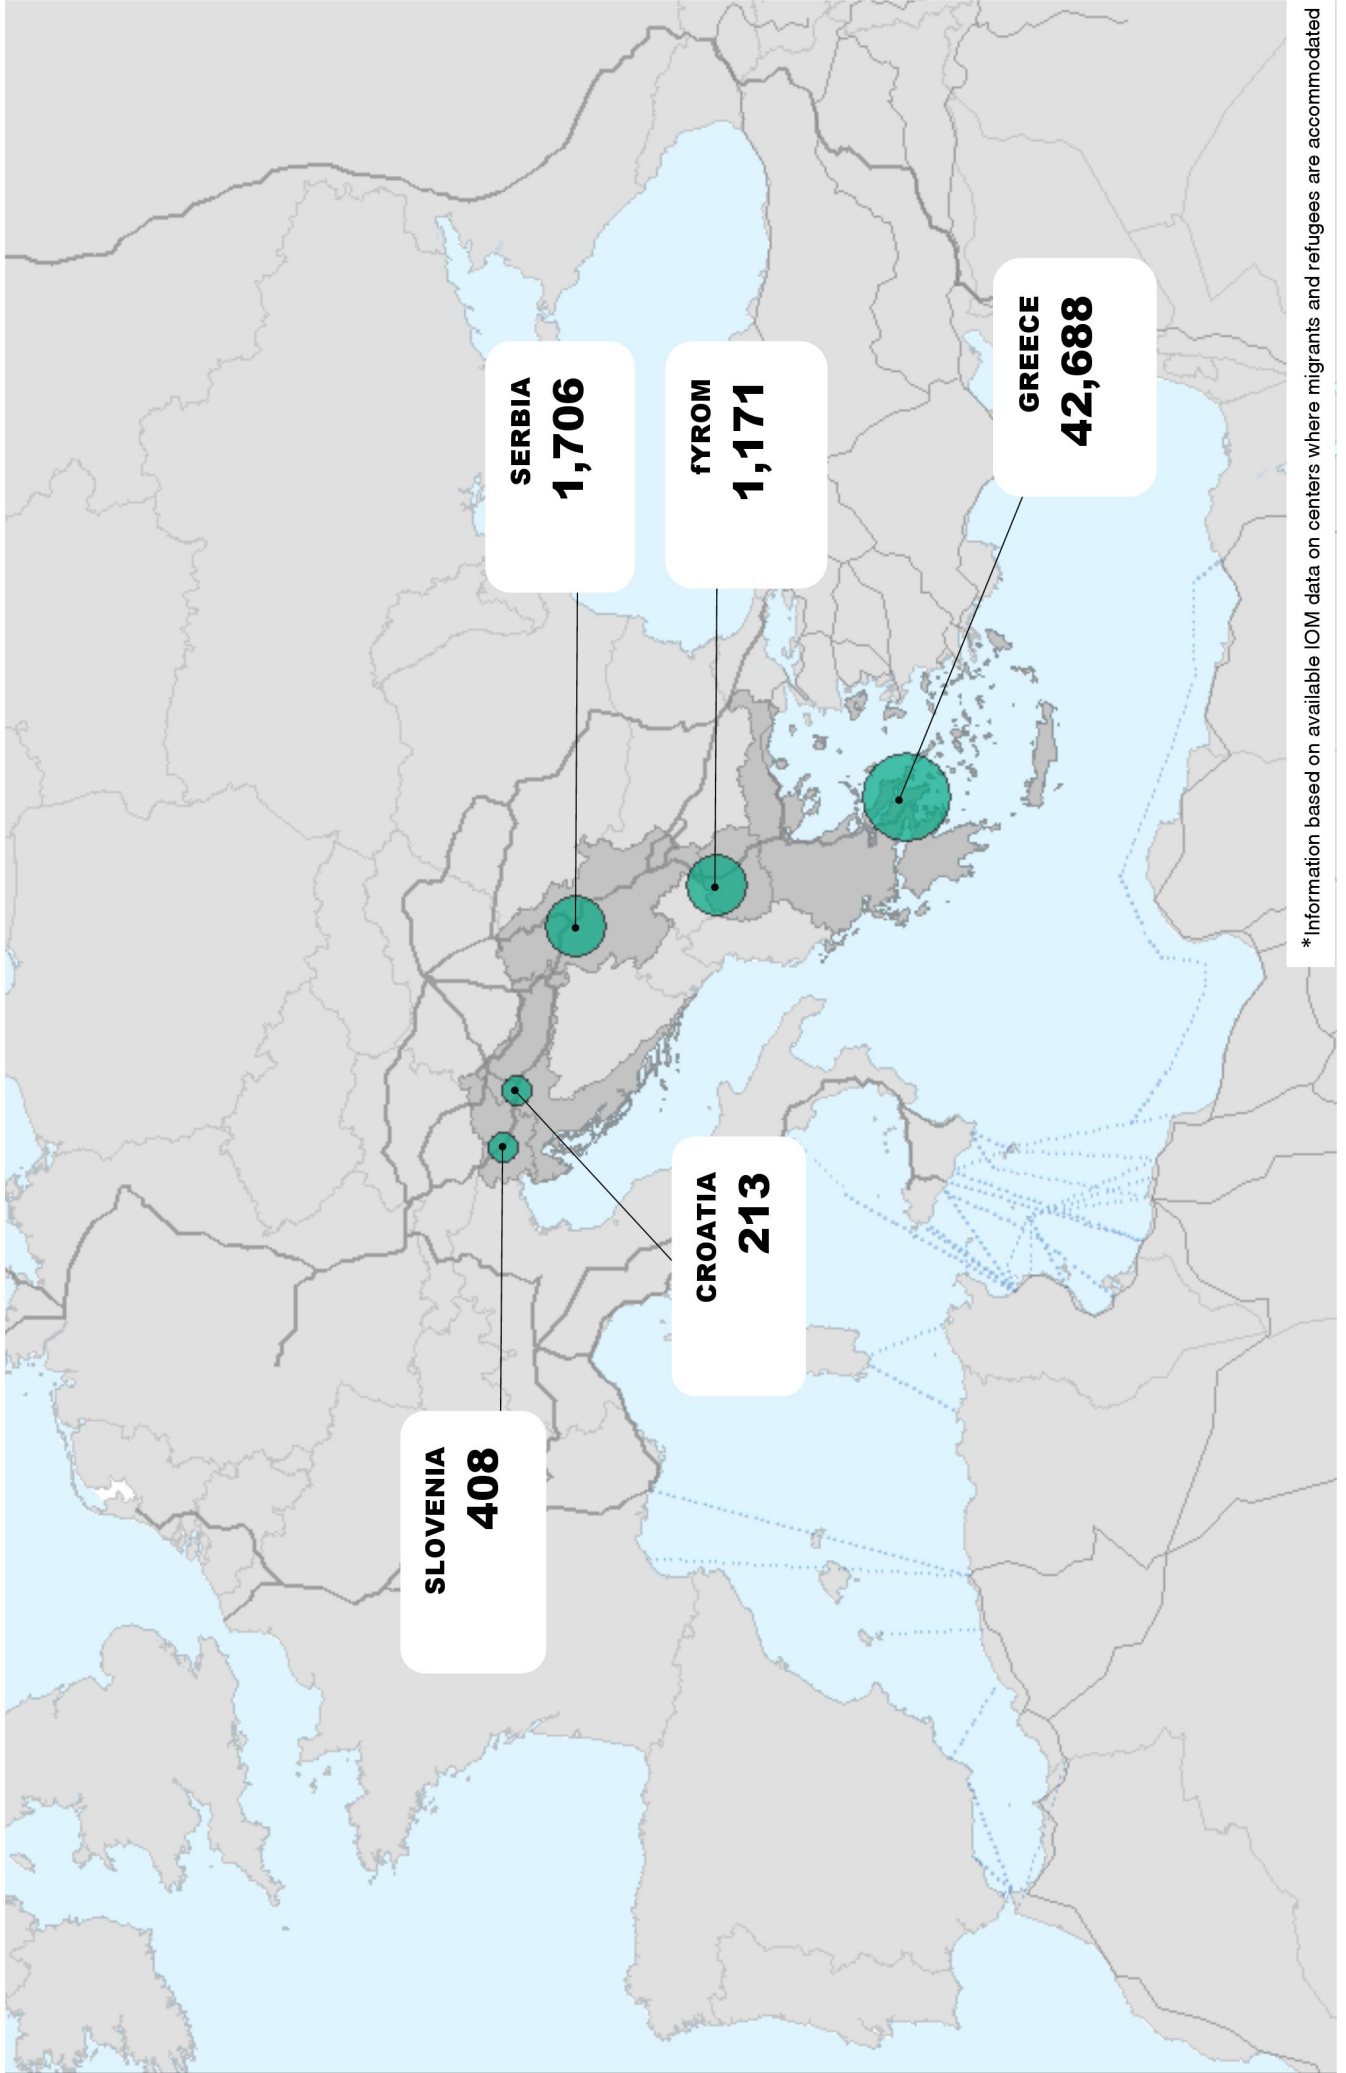 SLOVENIA
408
CROATIA
213
SERBIA
1,706
fYROM
1,171
GREECE
42,688
*Information based on available IOM data on centers where migrants and refugees are accommodated